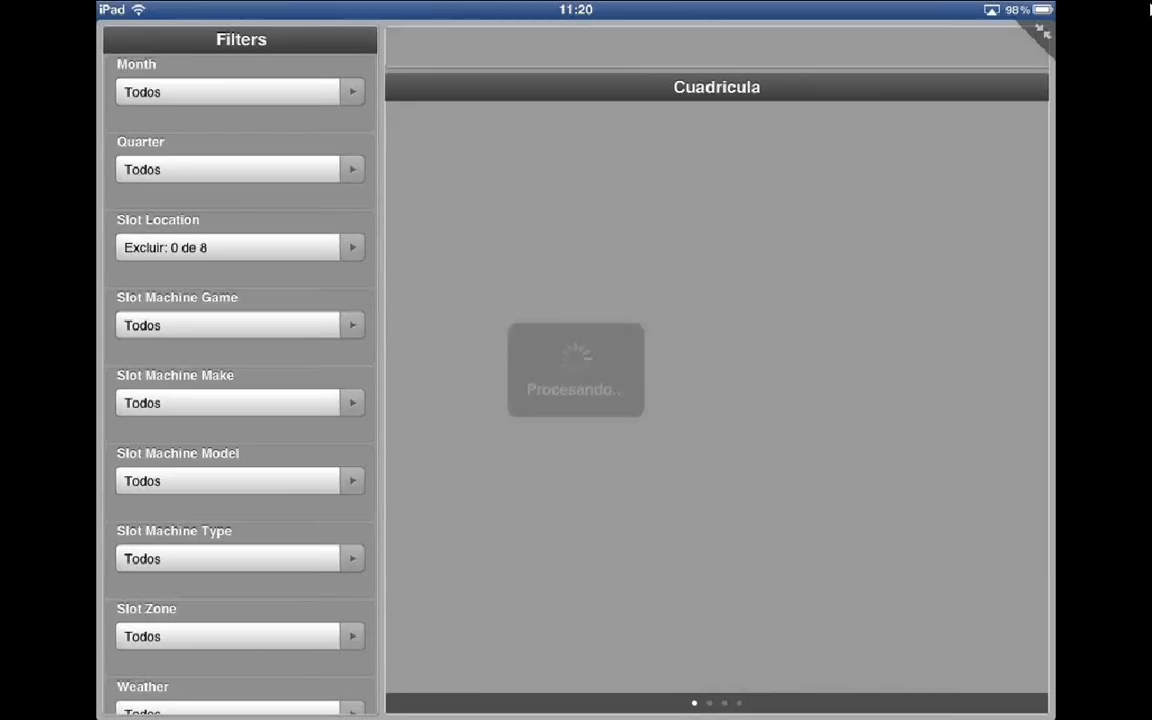 iPad
11:20
98%
Filters
Month
Todos
Quarter
Todos
Slot Location
Excluir: 0 de 8
Slot Machine Game
Todos
Slot Machine Make
Todos
Slot Machine Model
Todos
Slot Machine Type
Todos
Slot Zone
Todos
Weather
Todos
Cuadricula
Procesando..